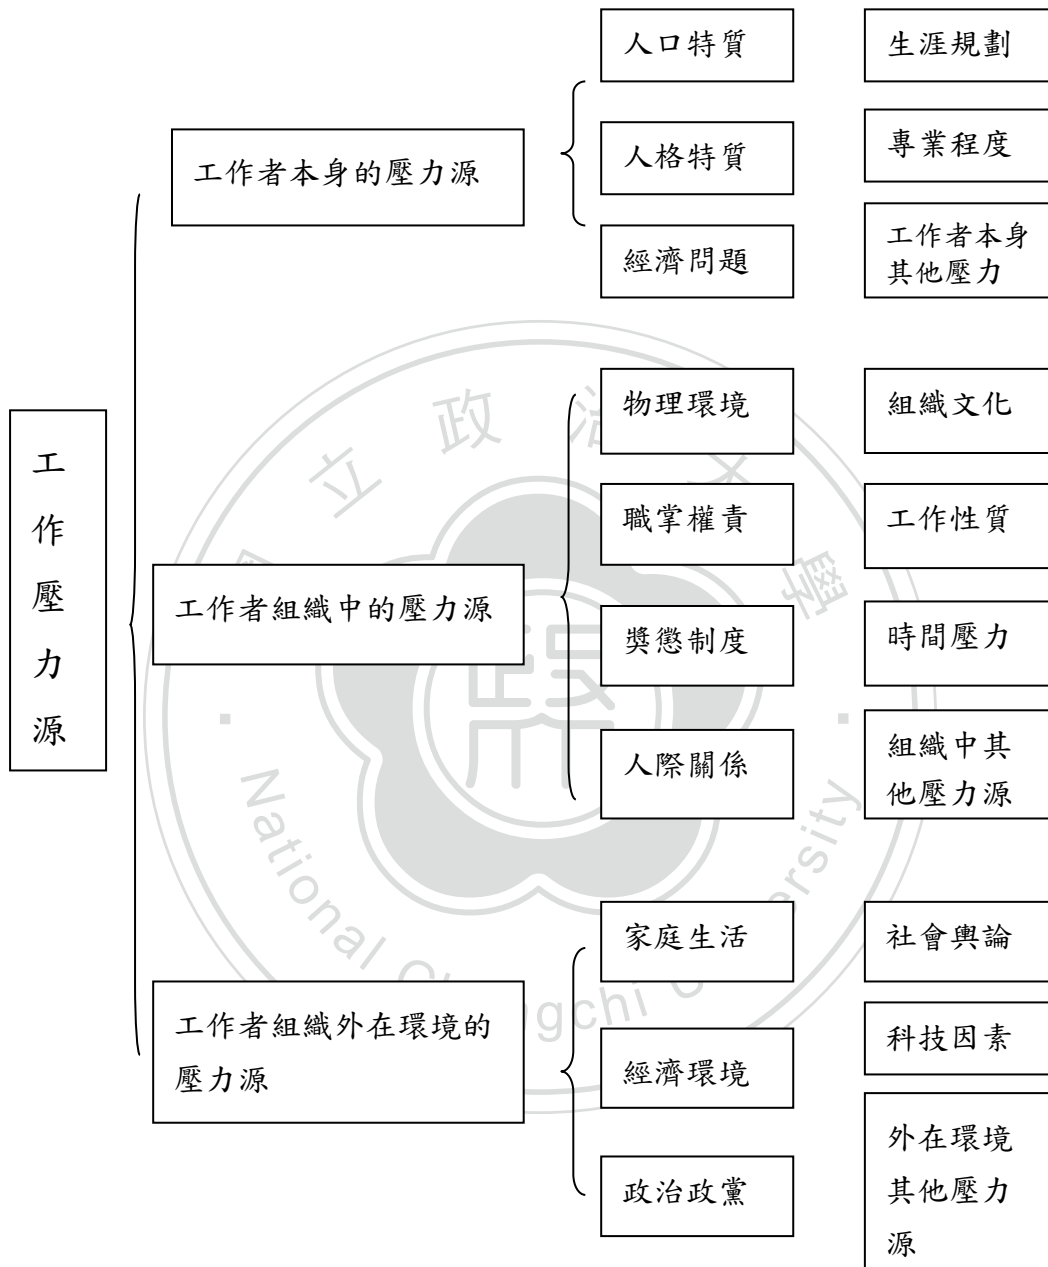 工作壓力源
工作者本身的壓力源
人口特質
生涯規劃
人格特質
專業程度
經濟問題
工作者本身
其他壓力
工作者組織中的壓力源
物理環境
組織文化
職掌權責
工作性質
獎懲制度
時間壓力
人際關係
組織中其
他壓力源
工作者組織外在環境的
壓力源
家庭生活
社會輿論
經濟環境
科技因素
政治政黨
外在環境
其他壓力
源
立 政 治 大 學
National